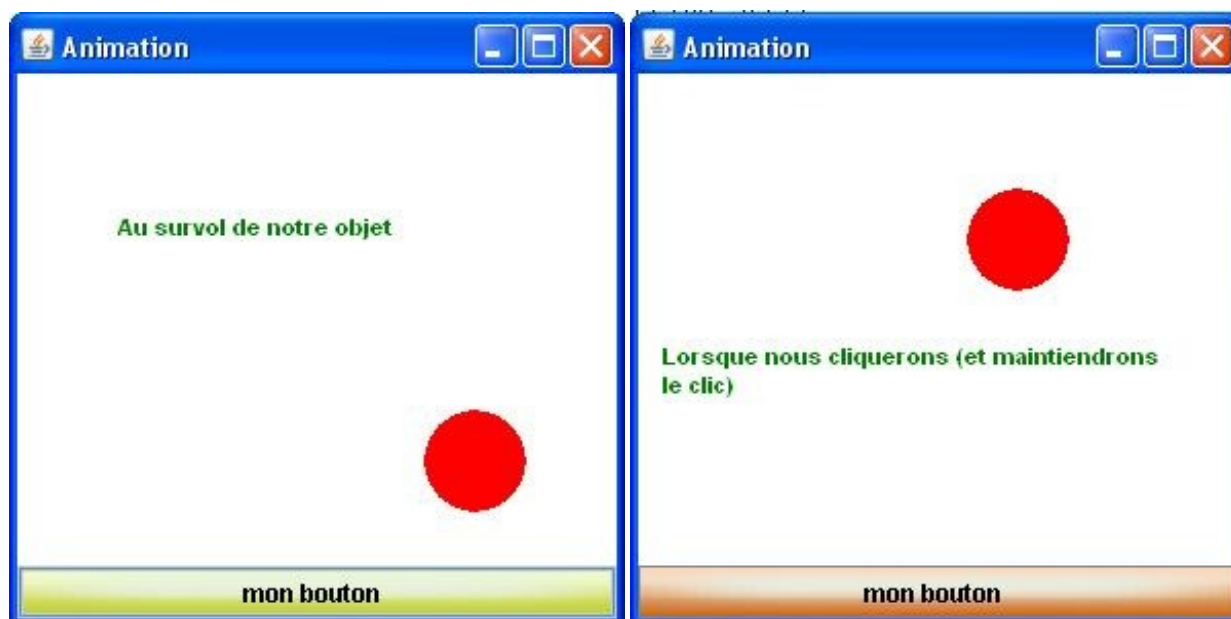 Animation
Au survol de notre objet
mon bouton
Animation
Lorsque nous cliquerons (et maintiendrons
le clic)
mon bouton